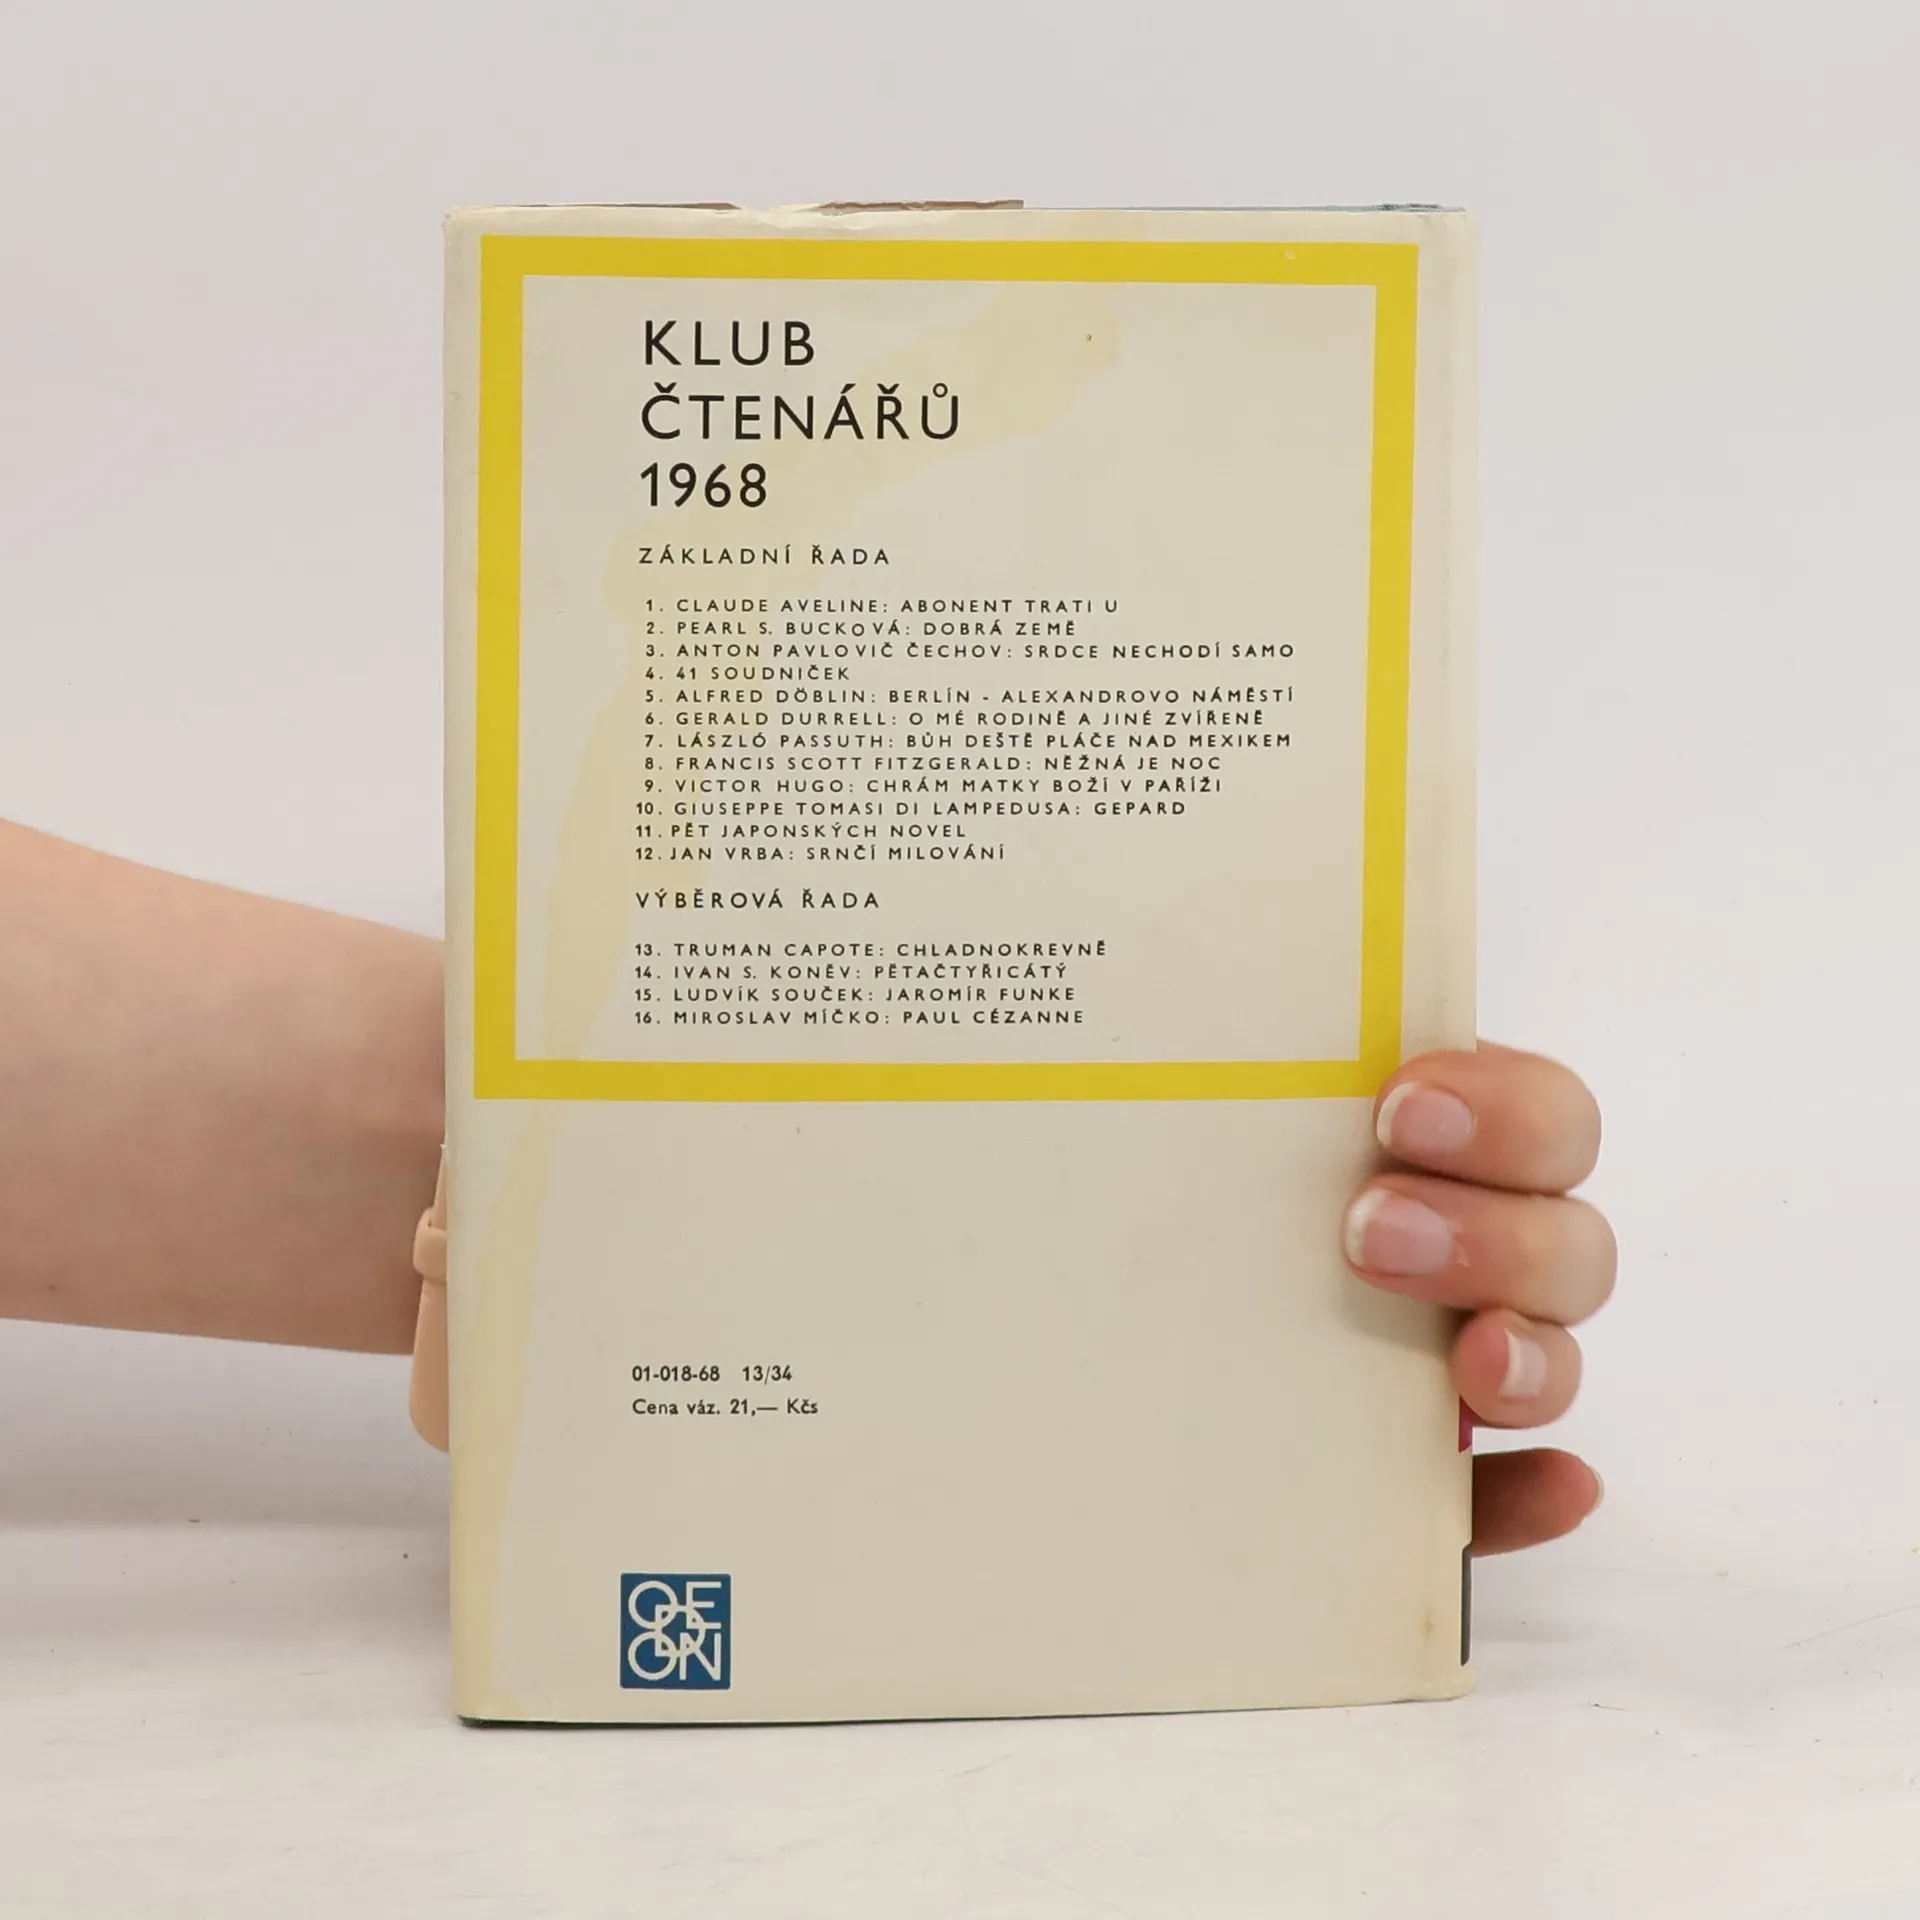 KLUB
ČTENÁŘŮ
1968
ZÁKLADNÍ ŘADA
1. CLAUDE AVELINE: ABONENT TRATI U
2. PEARL S. BUCKOVÁ: DOBRÁ ZEMĚ
3. ANTON PAVLOVIČ ČECHOV: SRDCE NECHODÍ SAMO
4. 41 SOUDNIČEK
5. ALFRED DÖBLIN: BERLÍN - ALEXANDROVO NÁMĚSTÍ
6. GERALD DURRELL: O MÉ RODINĚ A JINÉ ZVÍŘENĚ
7. LÁSZLÓ PASSUTH: BŮH DEŠTĚ PLÁČE NAD MEXIKEM
8. FRANCIS SCOTT FITZGERALD: NĚŽNÁ JE NOC
9. VICTOR HUGO: CHRÁM MATKY BOŽÍ V PAŘÍŽI
10. GIUSEPPE TOMASI DI LAMPEDUSA: GEPARD
11. PĚT JAPONSKÝCH NOVEL
12. JAN VRBA: SRNČÍ MILOVÁNÍ
VÝBĚROVÁ ŘADA
13. TRUMAN CAPOTE: CHLADNOKREVNĚ
14. IVAN S. KONĚV: PĚTAČTYŘICÁTÝ
15. LUDVÍK SOUČEK: JAROMÍR FUNKE
16. MIROSLAV MÍČKO: PAUL CÉZANNE
01-018-68 13/34
Cena váz. 21,— Kčs
ODEON